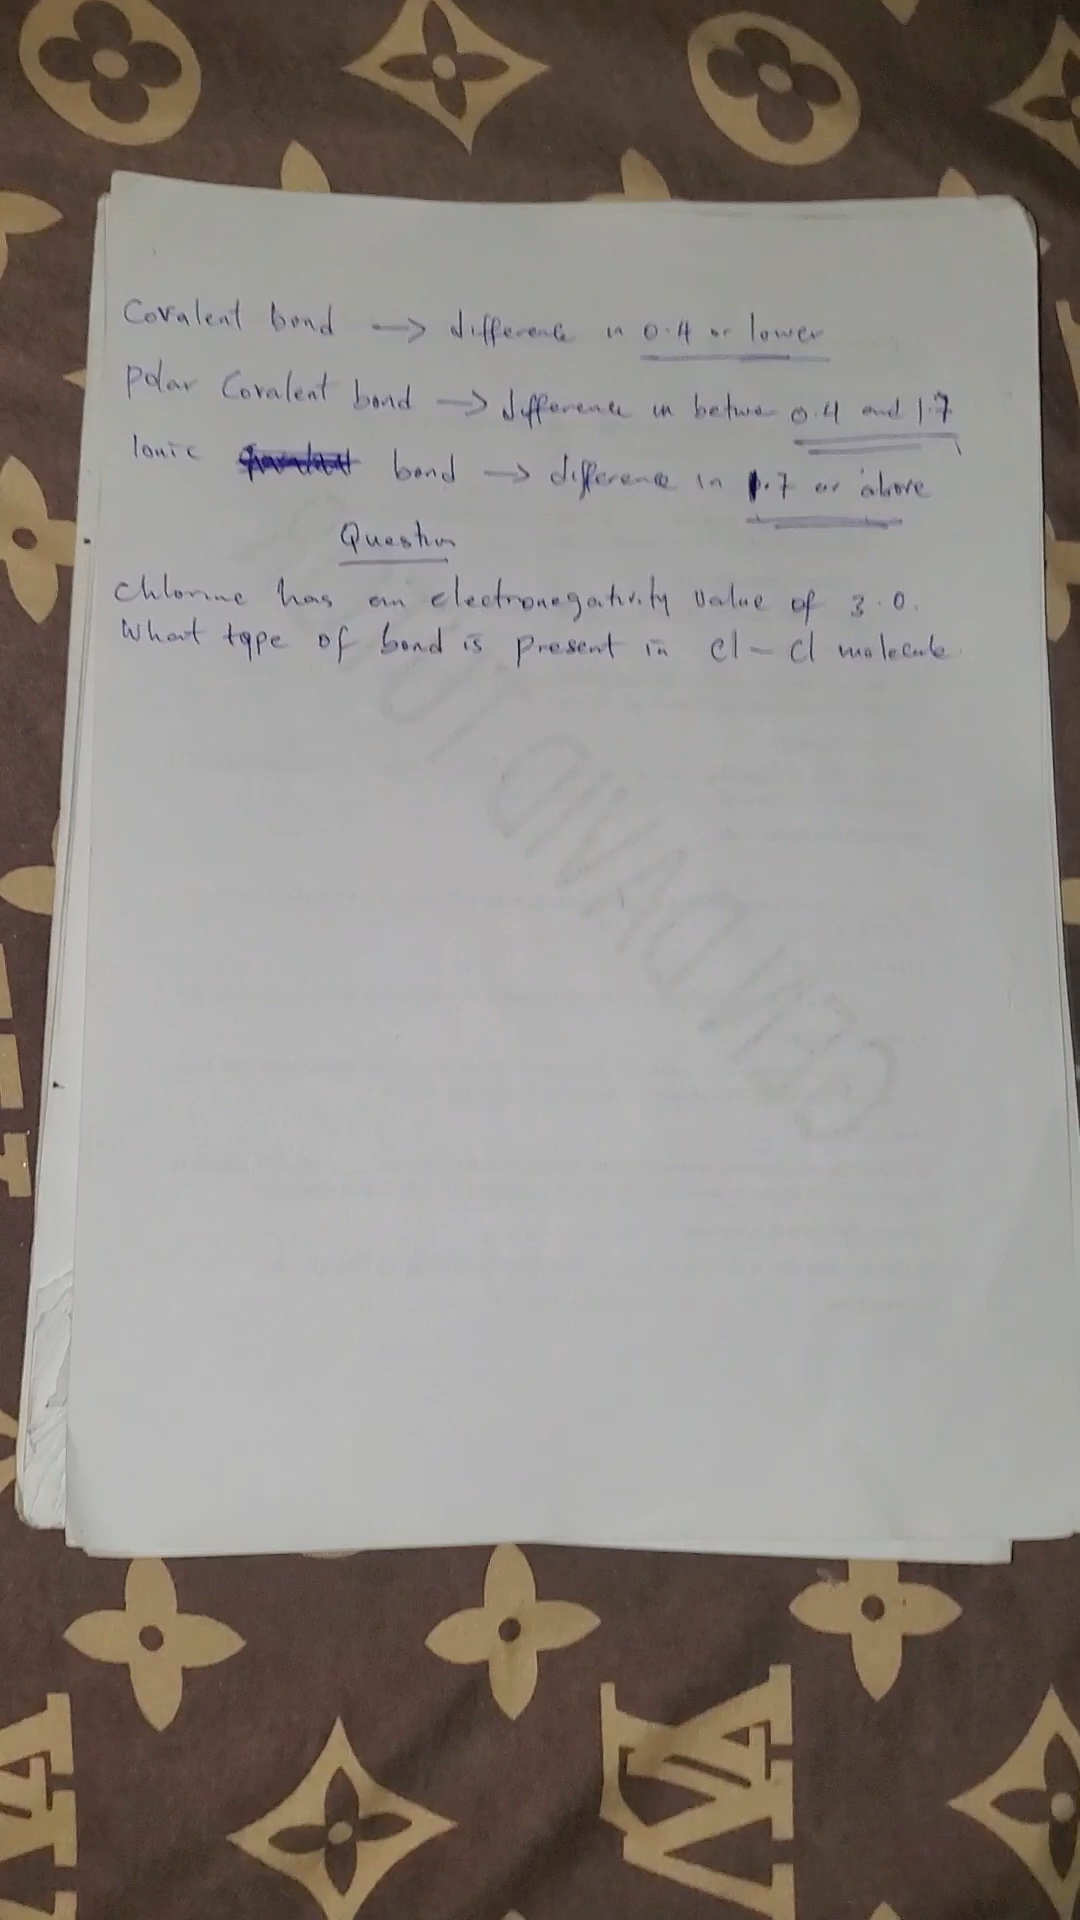 Covalent bond → difference in 0.4 or lower
polar Covalent bond → difference in betwen 0.4 and 1.7
Ionic bond → difference in 1.7 or above
Question
Chlorine has an electronegativity value of 3.0.
What type of bond is present in Cl – Cl molecule.